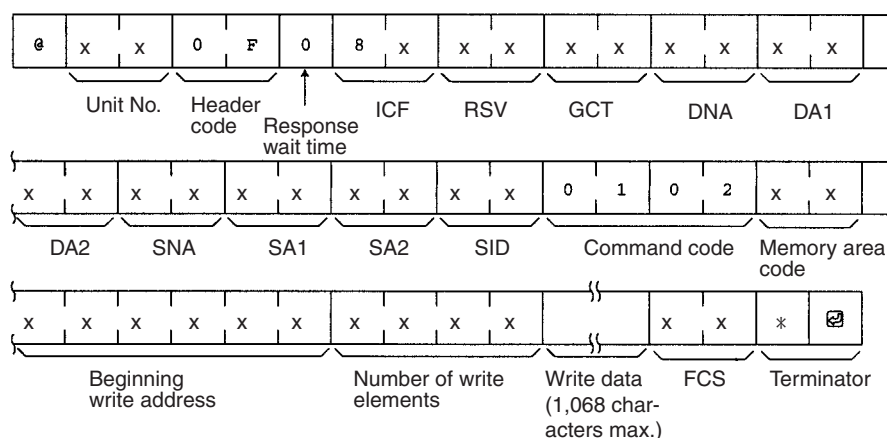 @ x x 0 F 0 8 x x x x x x x x x
Unit No. Header code Response wait time ICF RSV GCT DNA DA1
x x x x x x x x x x 0 1 0 2 x x
DA2 SNA SA1 SA2 SID Command code Memory area code
x x x x x x x x x x x x * ↵
Beginning write address Number of write elements Write data (1,068 char- acters max.) FCS Terminator